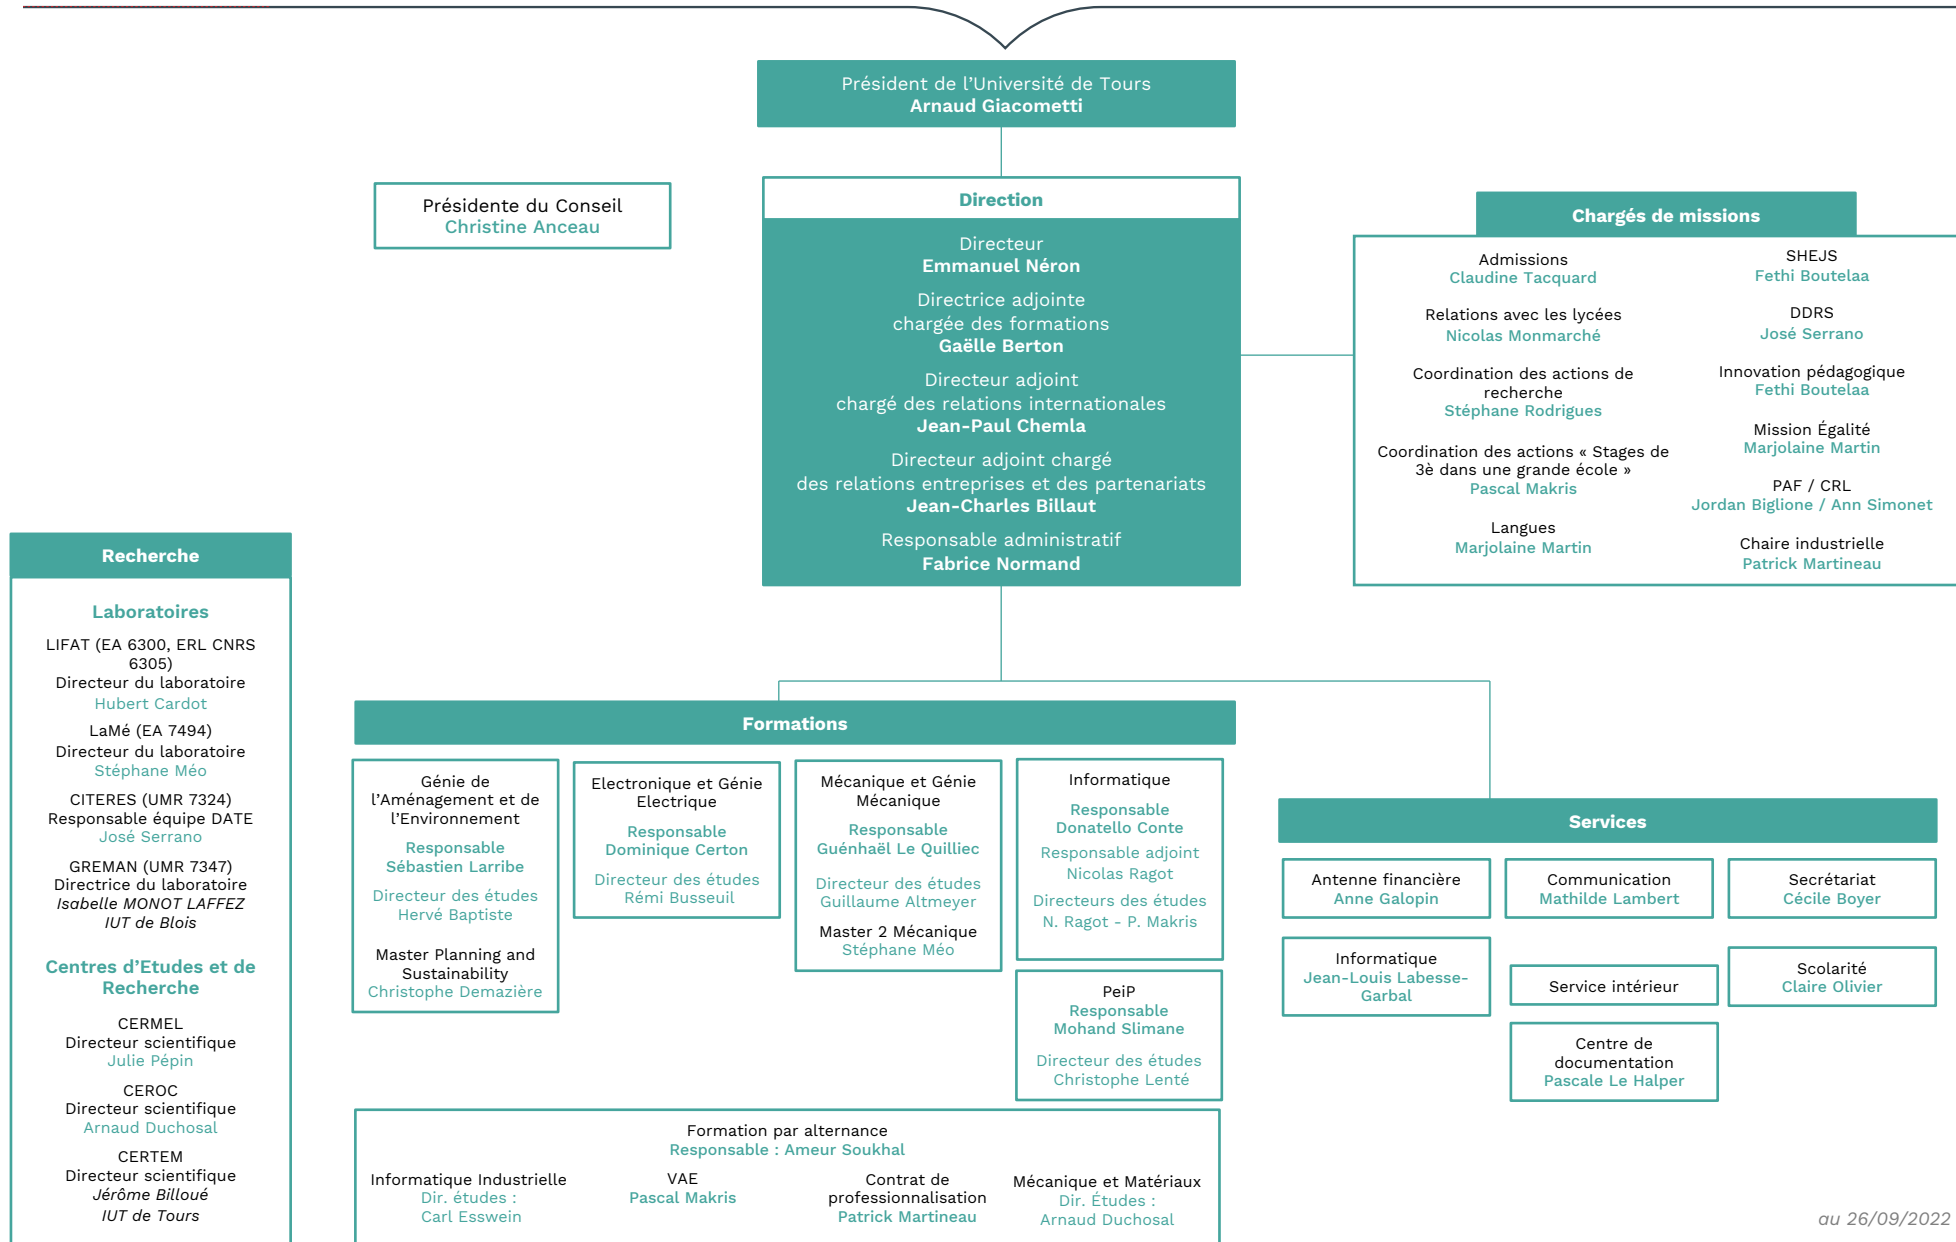 Président de l'Université de Tours
Arnaud Giacometti
Présidente du Conseil
Christine Anceau
Direction
Directeur
Emmanuel Néron
Directrice adjointe
chargée des formations
Gaëlle Berton
Directeur adjoint
chargé des relations internationales
Jean-Paul Chemla
Directeur adjoint chargé
des relations entreprises et des partenariats
Jean-Charles Billaut
Responsable administratif
Fabrice Normand
Chargés de missions
Admissions
Claudine Tacquard
Relations avec les lycées
Nicolas Monmarché
Coordination des actions de
recherche
Stéphane Rodrigues
Coordination des actions « Stages de
3è dans une grande école »
Pascal Makris
Langues
Marjolaine Martin
SHEJS
Fethi Boutelaa
DDRS
José Serrano
Innovation pédagogique
Fethi Boutelaa
Mission Égalité
Marjolaine Martin
PAF / CRL
Jordan Biglione / Ann Simonet
Chaire industrielle
Patrick Martineau
Recherche
Laboratoires
LIFAT (EA 6300, ERL CNRS
6305)
Directeur du laboratoire
Hubert Cardot
LaMé (EA 7494)
Directeur du laboratoire
Stéphane Méo
CITERES (UMR 7324)
Responsable équipe DATE
José Serrano
GREMAN (UMR 7347)
Directrice du laboratoire
Isabelle MONOT LAFFEZ
IUT de Blois
Centres d'Etudes et de
Recherche
CERMEL
Directeur scientifique
Julie Pépin
CEROC
Directeur scientifique
Arnaud Duchosal
CERTEM
Directeur scientifique
Jérôme Billoué
IUT de Tours
Formations
Génie de
l'Aménagement et de
l'Environnement
Responsable
Sébastien Larribe
Directeur des études
Hervé Baptiste
Master Planning and
Sustainability
Christophe Demazière
Electronique et Génie
Electrique
Responsable
Dominique Certon
Directeur des études
Rémi Busseuil
Mécanique et Génie
Mécanique
Responsable
Guénhaël Le Quilliec
Directeur des études
Guillaume Altmeyer
Master 2 Mécanique
Stéphane Méo
Informatique
Responsable
Donatello Conte
Responsable adjoint
Nicolas Ragot
Directeurs des études
N. Ragot - P. Makris
PeiP
Responsable
Mohand Slimane
Directeur des études
Christophe Lenté
Formation par alternance
Responsable : Ameur Soukhal
Informatique Industrielle
Dir. études :
Carl Esswein
VAE
Pascal Makris
Contrat de
professionnalisation
Patrick Martineau
Mécanique et Matériaux
Dir. Études :
Arnaud Duchosal
Services
Antenne financière
Anne Galopin
Communication
Mathilde Lambert
Secrétariat
Cécile Boyer
Informatique
Jean-Louis Labesse-
Garbal
Service intérieur
Scolarité
Claire Olivier
Centre de
documentation
Pascale Le Halper
au 26/09/2022